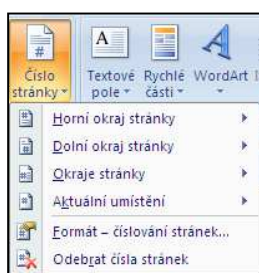 Číslo stránky
Textové pole
Rychlé části
WordArt
Horní okraj stránky
Dolní okraj stránky
Okraje stránky
Aktuální umístění
Formát – číslování stránek...
Odebrat čísla stránek